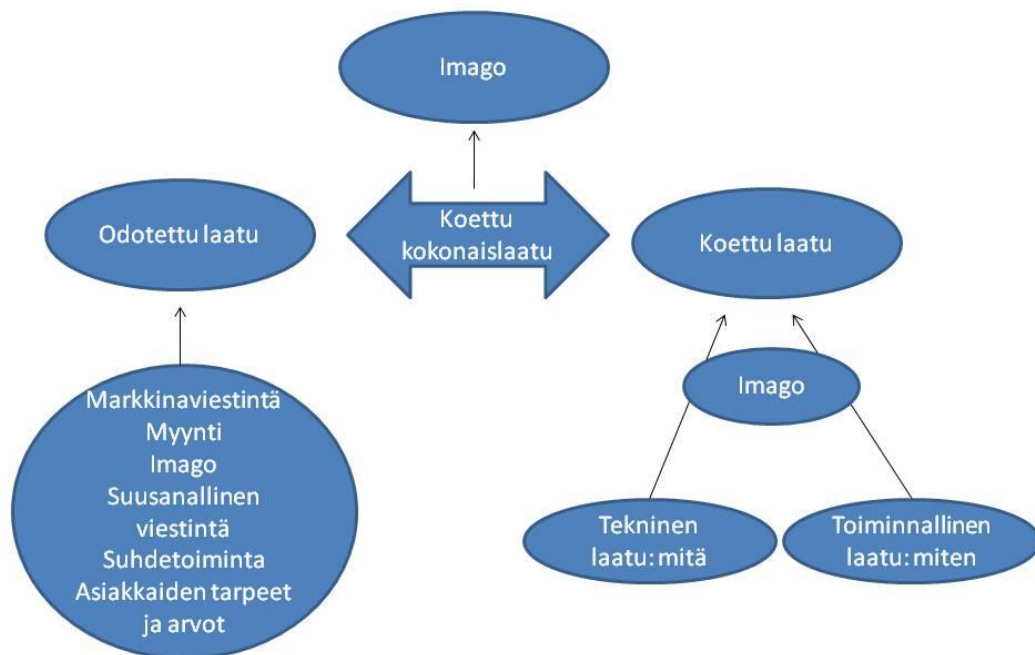 Imago
Odotettu laatu
Koettu
kokonaislaatu
Koettu laatu
Imago
Markkinaviestintä
Myynti
Imago
Suusanallinen
viestintä
Suhdetoiminta
Asiakkaiden tarpeet
ja arvot
Tekninen
laatu: mitä
Toiminnallinen
laatu: miten